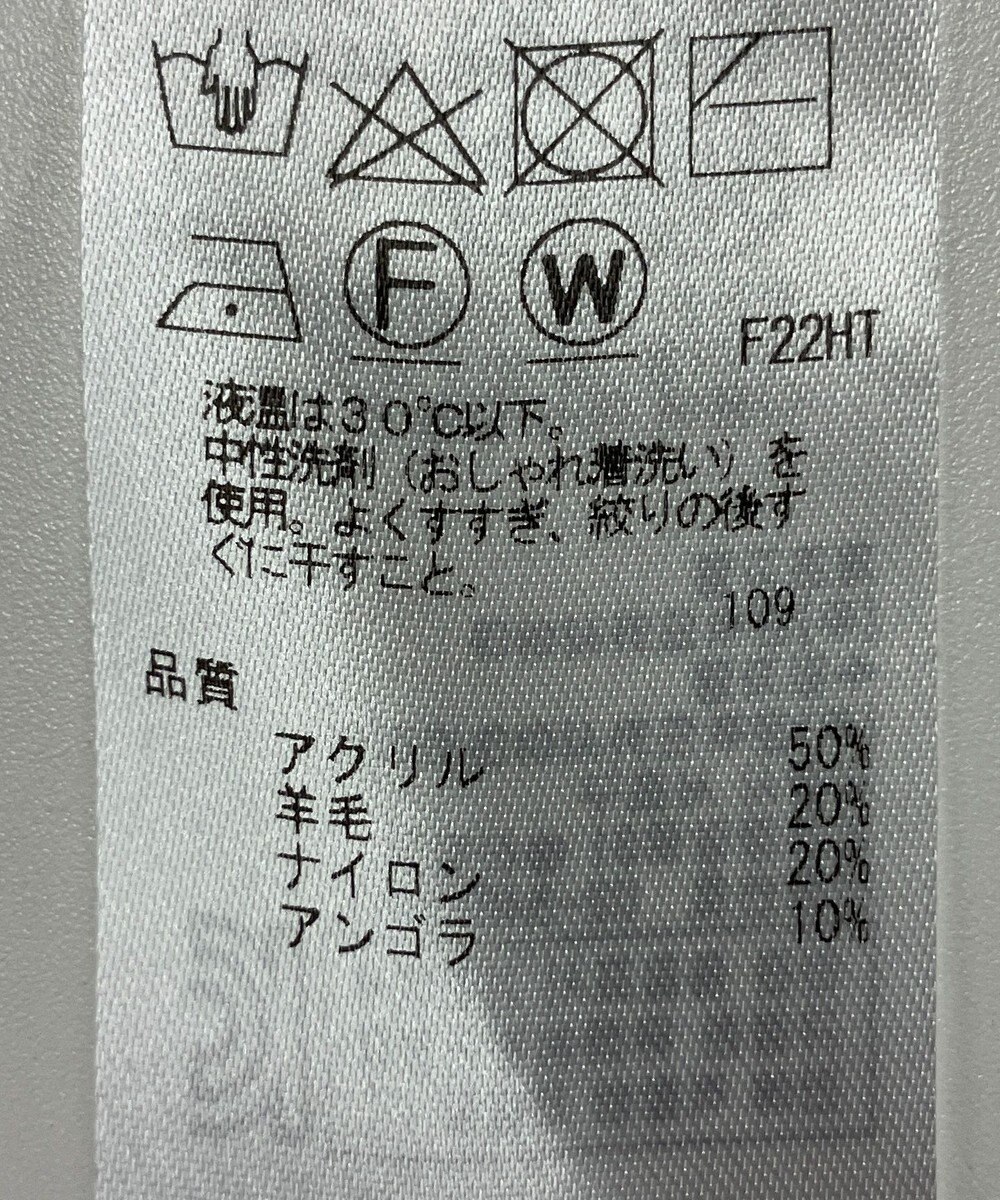 F
W
F22HT
液温は30℃以下。
中性洗剤（おしゃれ着洗い）を
使用。よくすすぎ、絞りの後す
ぐに干すこと。
109
品質
アクリル 50%
羊毛 20%
ナイロン 20%
アンゴラ 10%